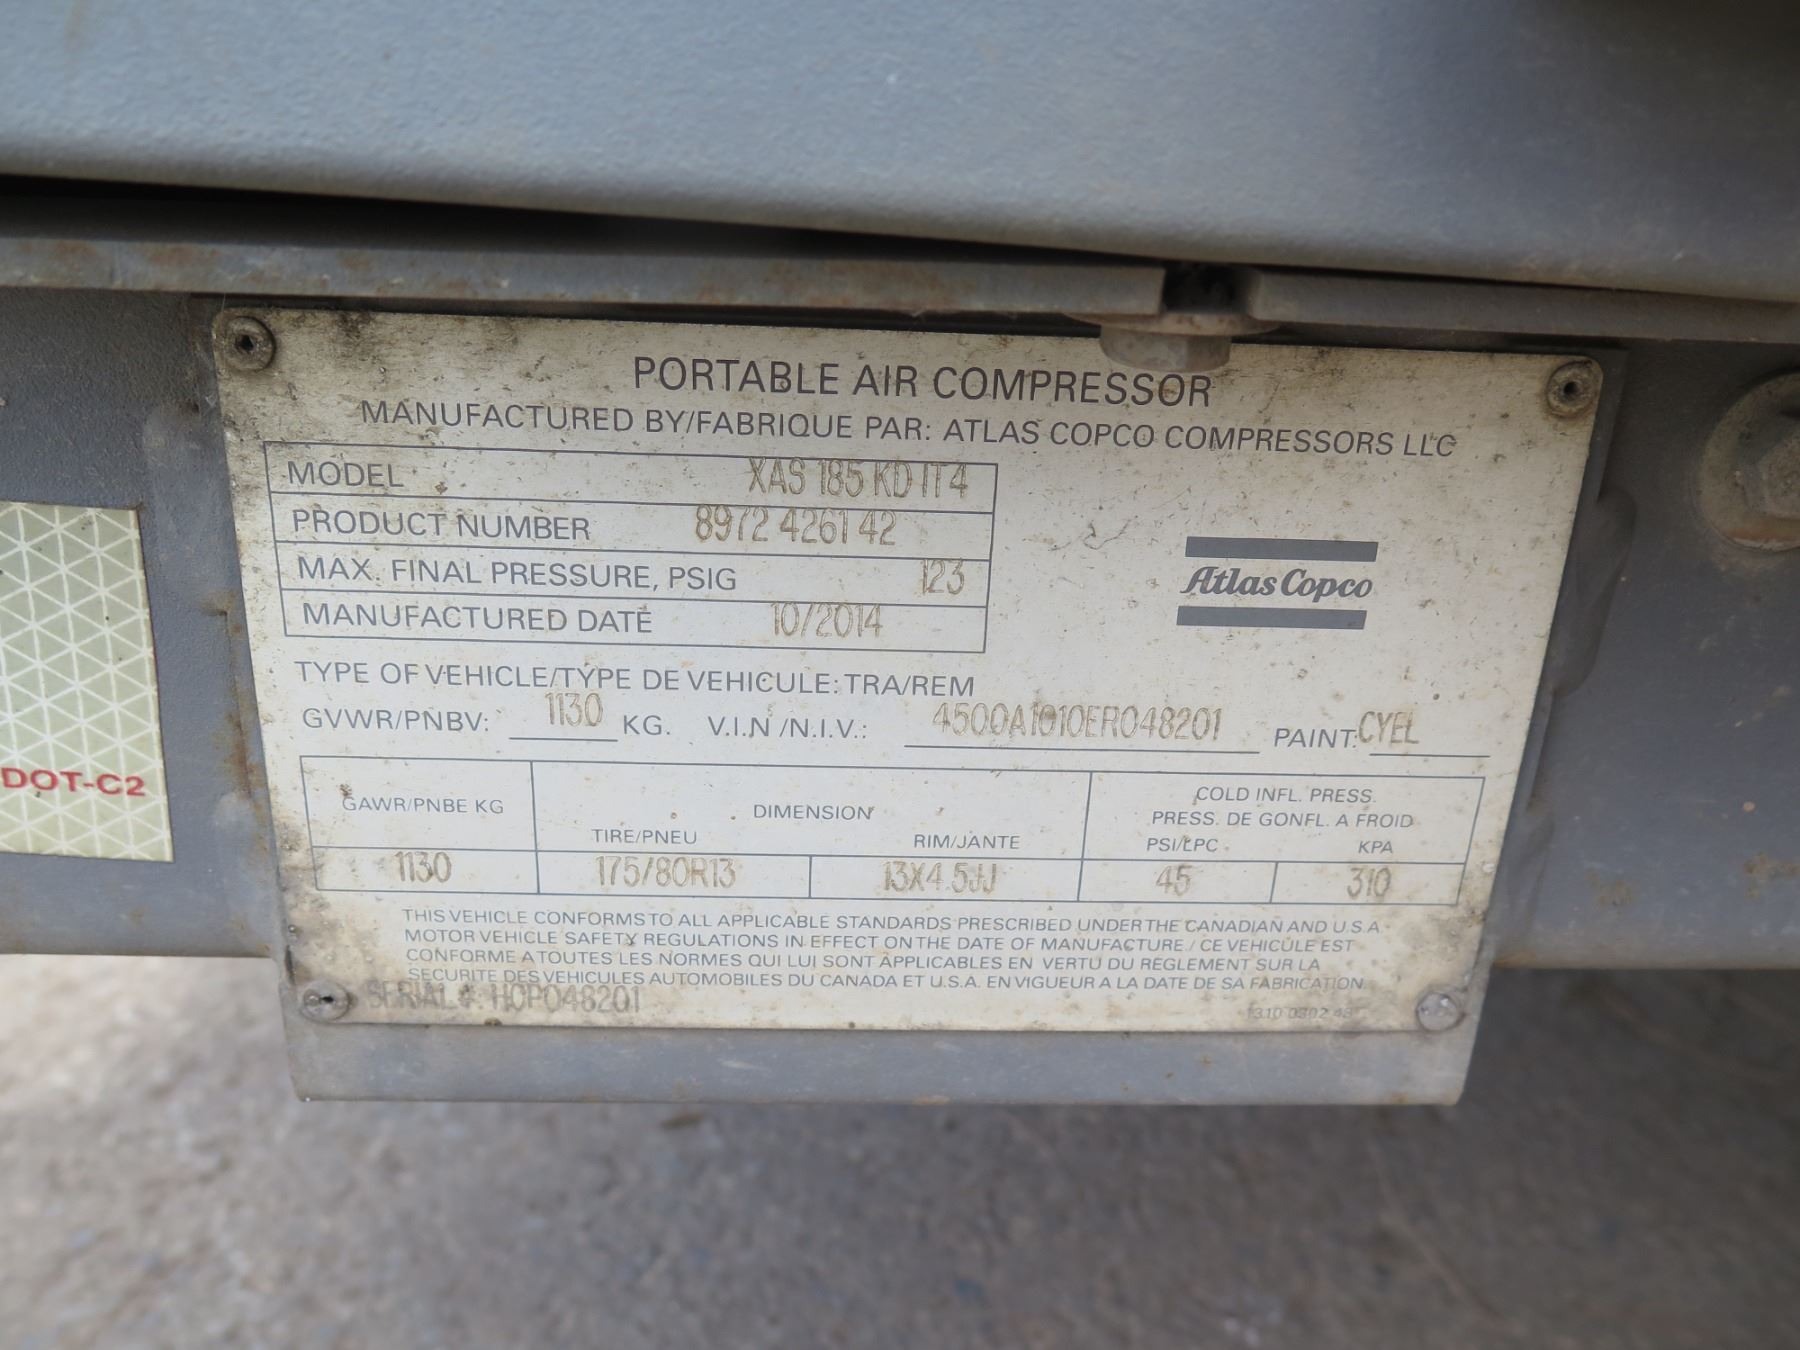 PORTABLE AIR COMPRESSOR
MANUFACTURED BY/FABRIQUE PAR: ATLAS COPCO COMPRESSORS LLC
MODEL XAS 185 KD IT4
PRODUCT NUMBER 8972 4261 42
MAX. FINAL PRESSURE, PSIG 123
MANUFACTURED DATE 10/2014
Atlas Copco
TYPE OF VEHICLE/TYPE DE VEHICULE: TRA/REM
GVWR/PNBV: 1130 KG. V.I.N /N.I.V.: 4500A1010ER048201 PAINT: CYEL
GAWR/PNBE KG DIMENSION COLD INFL. PRESS.
PRESS. DE GONFL. A FROID
TIRE/PNEU RIM/JANTE PSI/LPC KPA
1130 175/80R13 13X4.5JJ 45 310
THIS VEHICLE CONFORMS TO ALL APPLICABLE STANDARDS PRESCRIBED UNDER THE CANADIAN AND U.S.A
MOTOR VEHICLE SAFETY REGULATIONS IN EFFECT ON THE DATE OF MANUFACTURE./ CE VEHICULE EST
CONFORME A TOUTES LES NORMES QUI LUI SONT APPLICABLES EN VERTU DU REGLEMENT SUR LA
SECURITE DES VEHICULES AUTOMOBILES DU CANADA ET U.S.A. EN VIGUEUR A LA DATE DE SA FABRICATION.
SERIAL #: HOP048201
1310 0302 48
DOT-C2